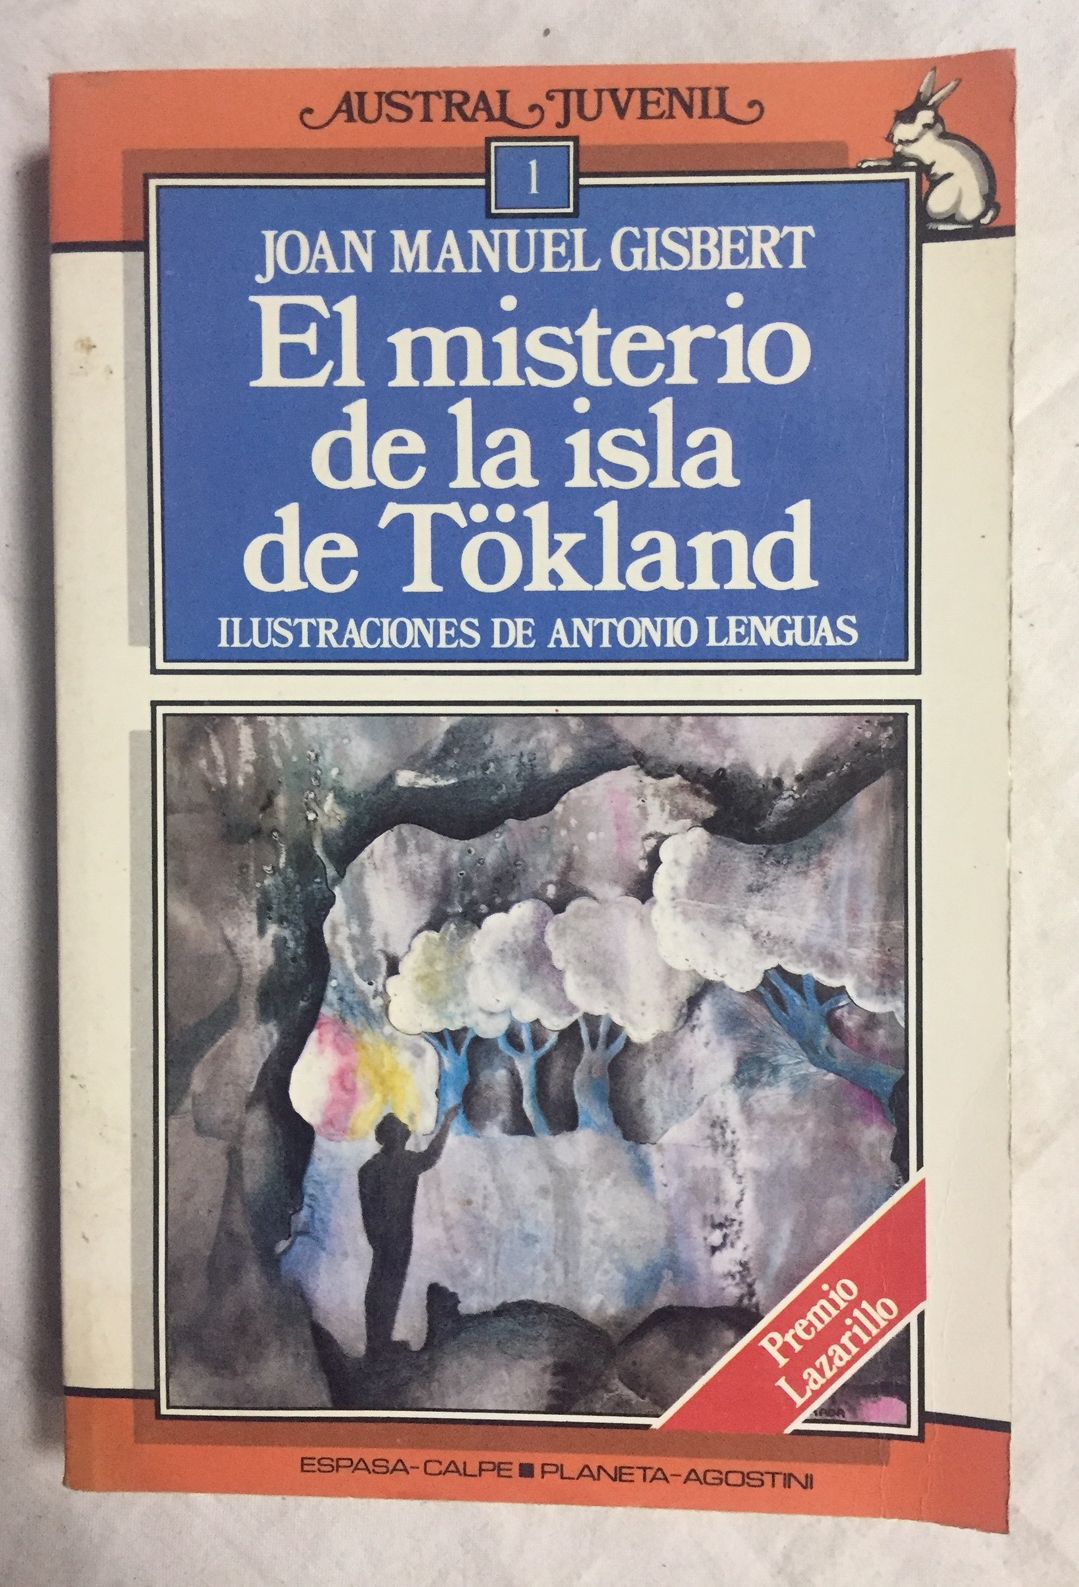 AUSTRAL JUVENIL
1
JOAN MANUEL GISBERT
El misterio
de la isla
de Tökland
ILUSTRACIONES DE ANTONIO LENGUAS
Premio
Lazarillo
ESPASA-CALPE ■ PLANETA-AGOSTINI